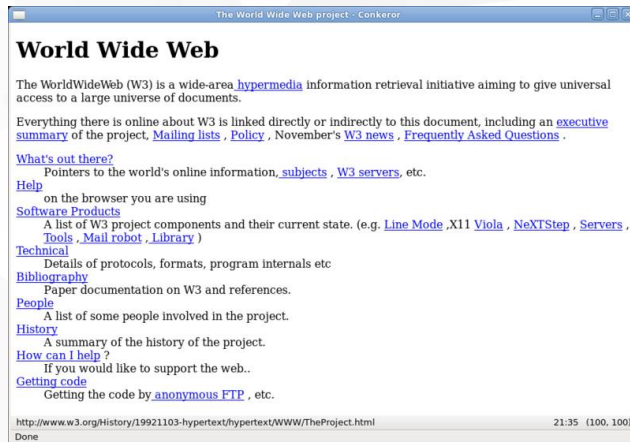 The World Wide Web project - Conkeror
World Wide Web
The WorldWideWeb (W3) is a wide-area hypermedia information retrieval initiative aiming to give universal
access to a large universe of documents.
Everything there is online about W3 is linked directly or indirectly to this document, including an executive
summary of the project, Mailing lists , Policy , November's W3 news , Frequently Asked Questions .
What's out there?
Pointers to the world's online information, subjects , W3 servers, etc.
Help
on the browser you are using
Software Products
A list of W3 project components and their current state. (e.g. Line Mode ,X11 Viola , NeXTStep , Servers ,
Tools , Mail robot , Library )
Technical
Details of protocols, formats, program internals etc
Bibliography
Paper documentation on W3 and references.
People
A list of some people involved in the project.
History
A summary of the history of the project.
How can I help ?
If you would like to support the web..
Getting code
Getting the code by anonymous FTP , etc.
http://www.w3.org/History/19921103-hypertext/hypertext/WWW/TheProject.html 21:35 (100, 100)
Done